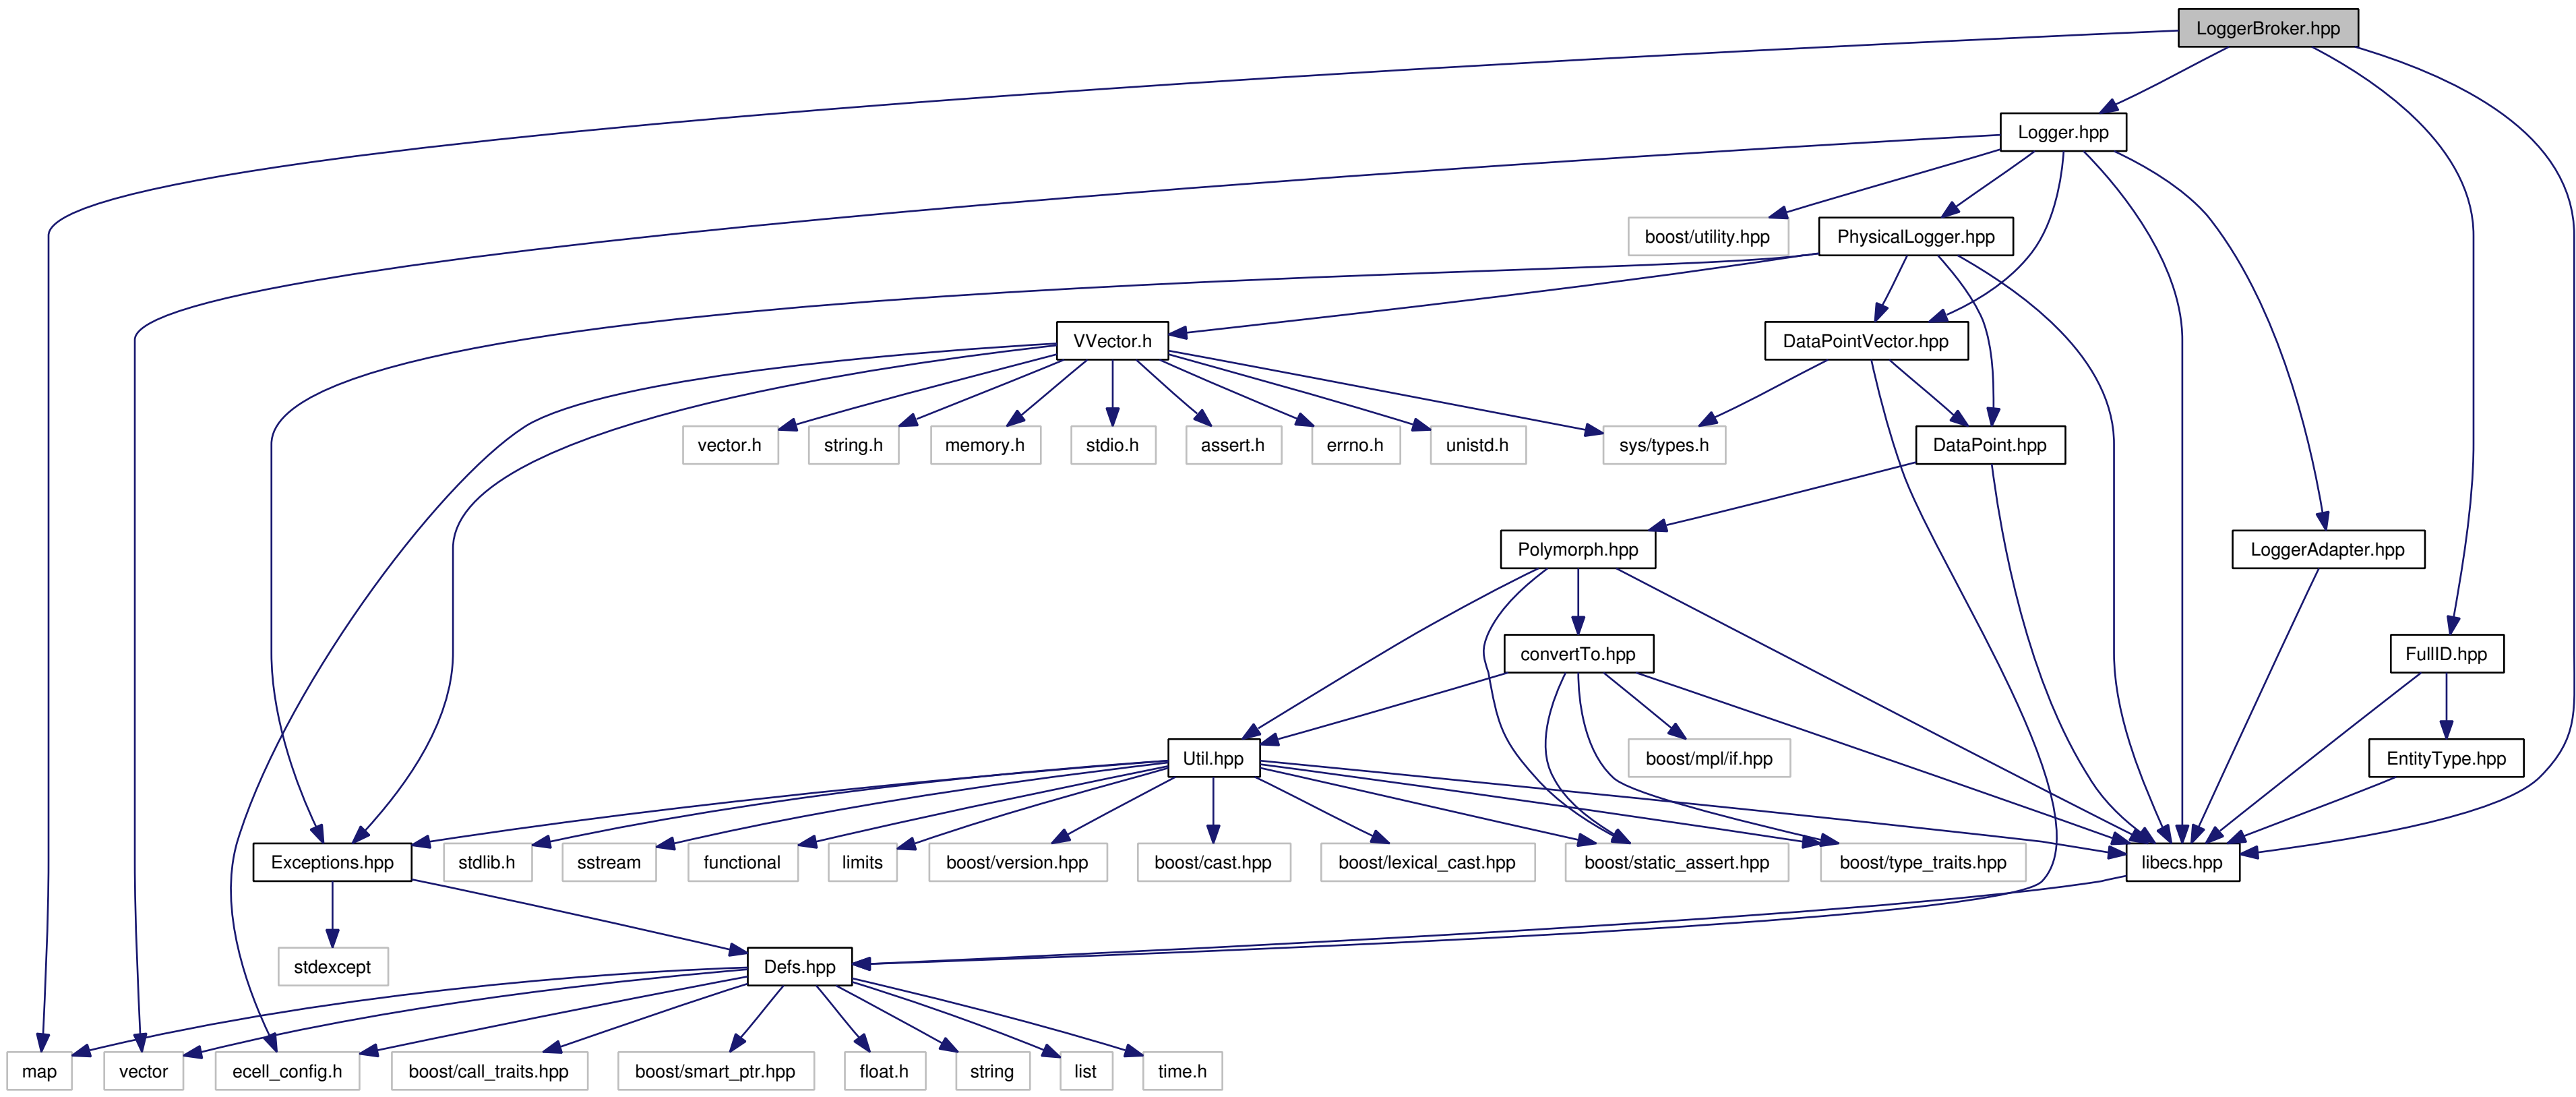 LoggerBroker.hpp
Logger.hpp
boost/utility.hpp
PhysicalLogger.hpp
VVector.h
DataPointVector.hpp
vector.h
string.h
memory.h
stdio.h
assert.h
errno.h
unistd.h
sys/types.h
DataPoint.hpp
Polymorph.hpp
LoggerAdapter.hpp
convertTo.hpp
FullID.hpp
Util.hpp
boost/mpl/if.hpp
EntityType.hpp
Exceptions.hpp
stdlib.h
sstream
functional
limits
boost/version.hpp
boost/cast.hpp
boost/lexical_cast.hpp
boost/static_assert.hpp
boost/type_traits.hpp
libecs.hpp
stdexcept
Defs.hpp
map
vector
ecell_config.h
boost/call_traits.hpp
boost/smart_ptr.hpp
float.h
string
list
time.h